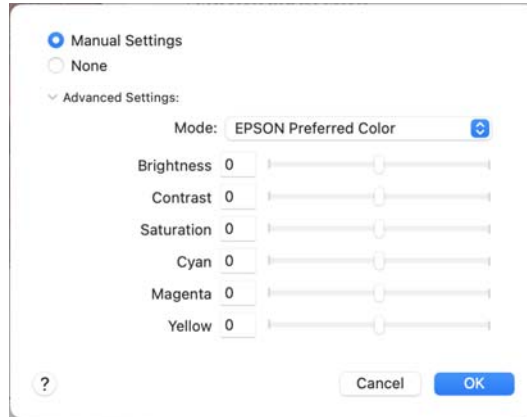 Manual Settings
None
Advanced Settings:
Mode: EPSON Preferred Color
Brightness 0
Contrast 0
Saturation 0
Cyan 0
Magenta 0
Yellow 0
? Cancel OK